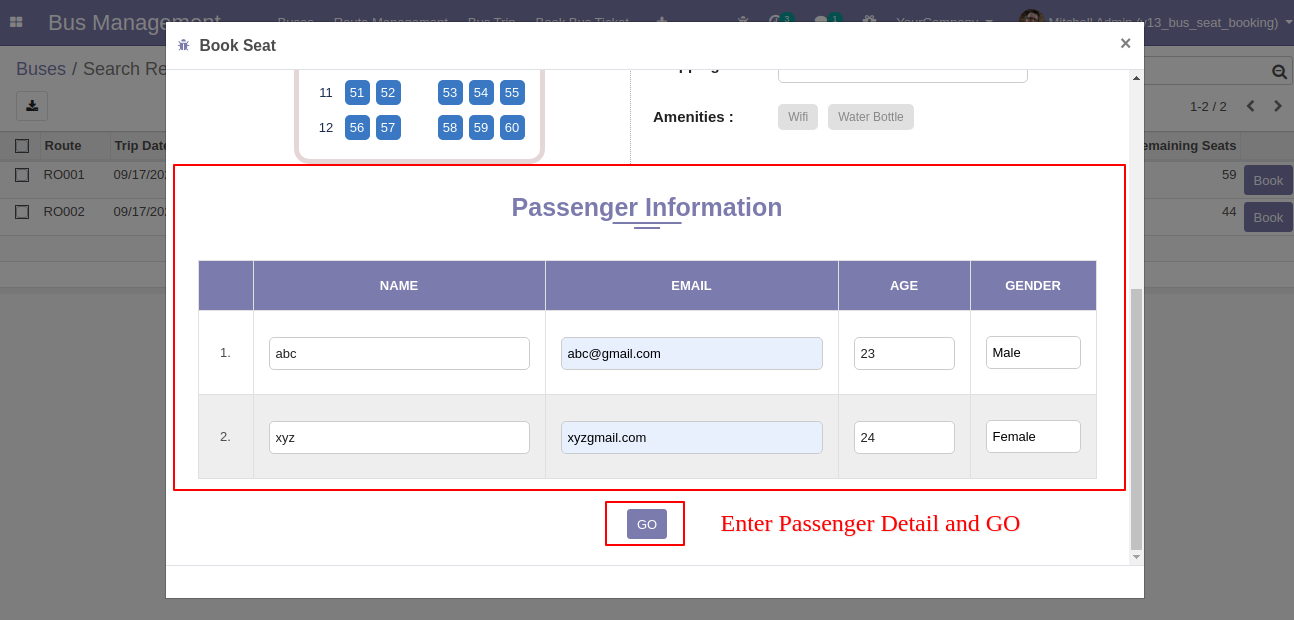 Bus Management Buses Route Management Bus Trip Book Bus Ticket 3 1 YourCompany Mitchell Admin (v13_bus_seat_booking)
Book Seat ×
Buses / Search Re
1-2 / 2
Route Trip Date emaining Seats
RO001 09/17/20 59 Book
RO002 09/17/20 44 Book
11 51 52 53 54 55
12 56 57 58 59 60
Amenities : Wifi Water Bottle
Passenger Information
NAME EMAIL AGE GENDER
1. abc abc@gmail.com 23 Male
2. xyz xyzgmail.com 24 Female
GO Enter Passenger Detail and GO